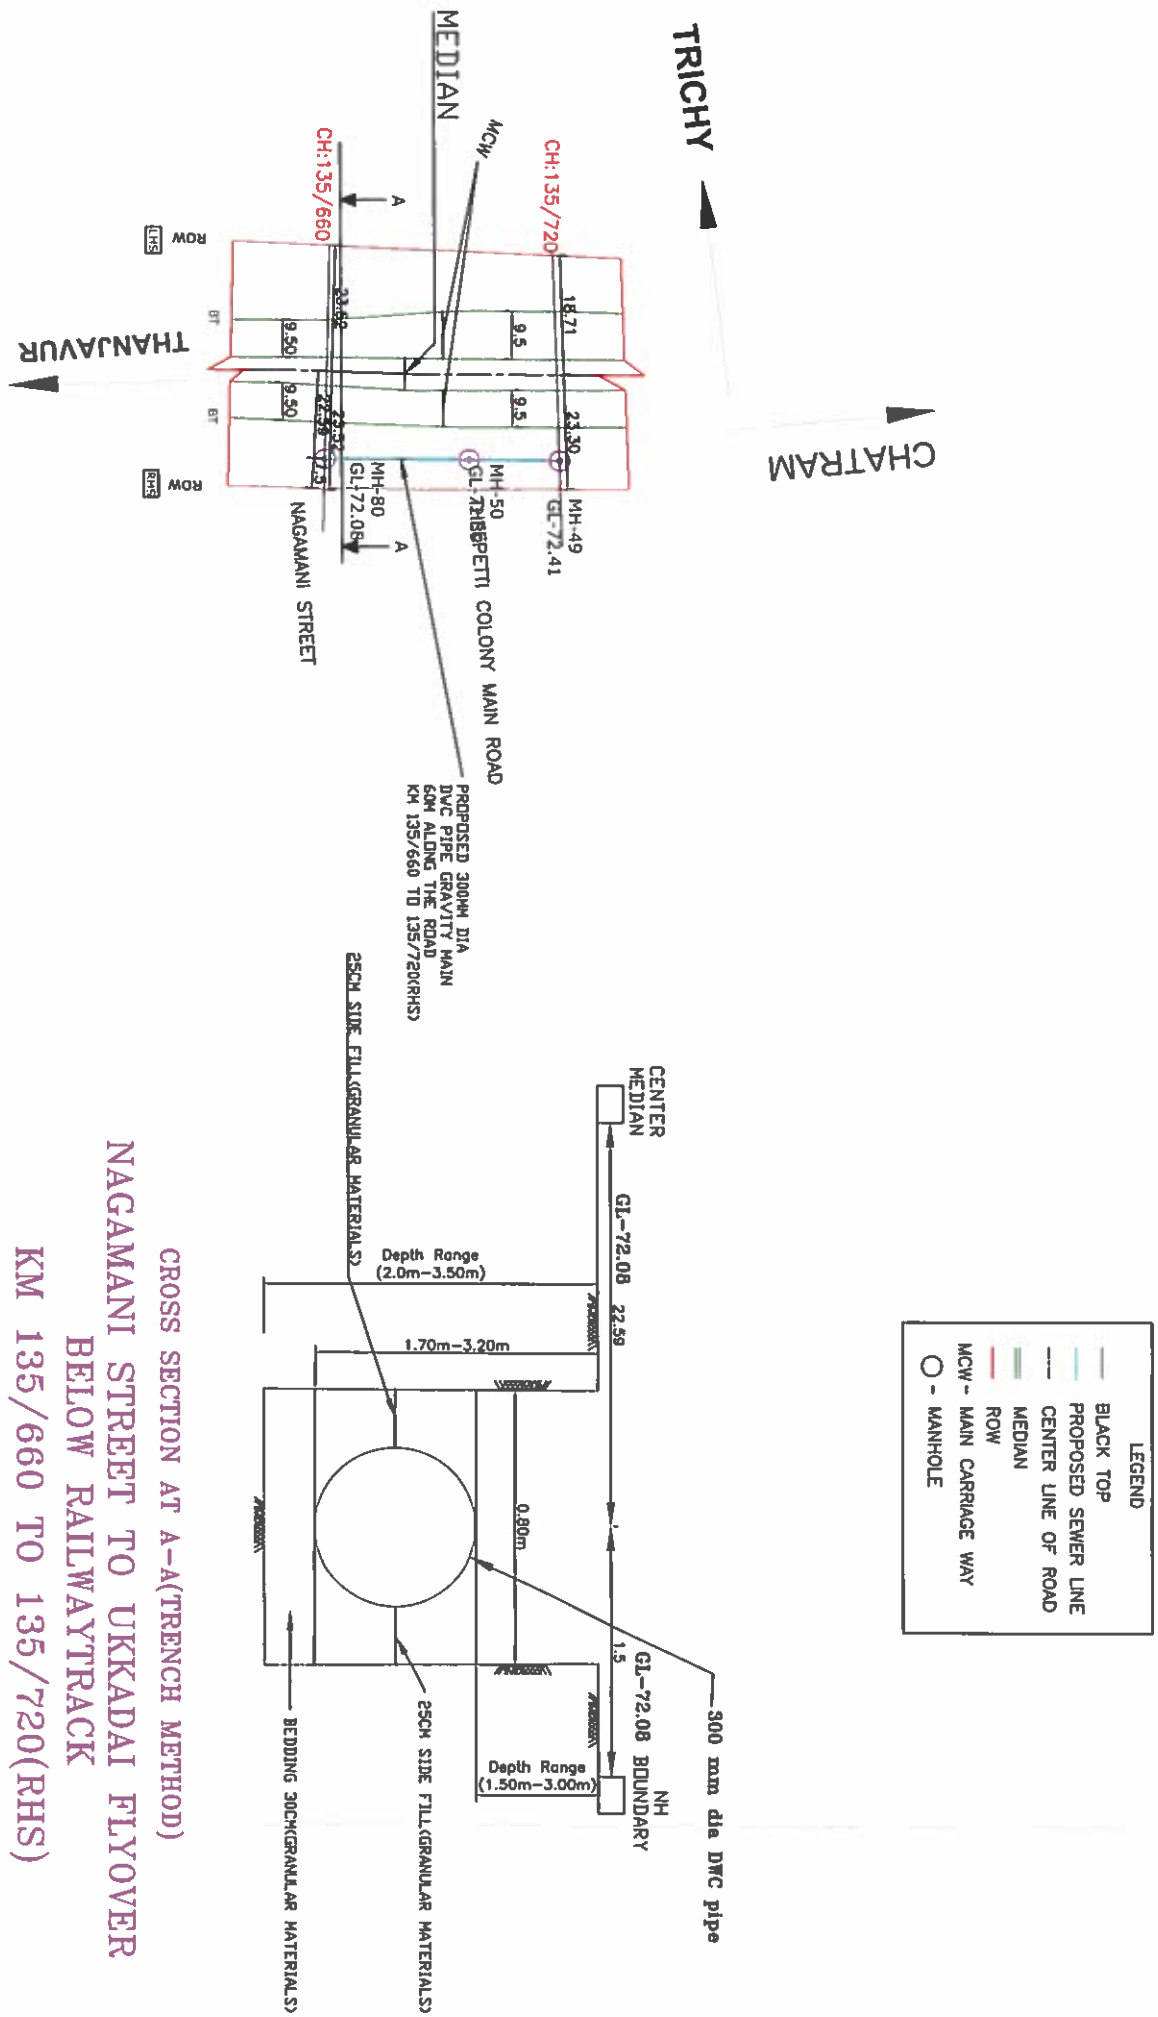 TRICHY
CHATRAM
THANJAVUR
MEDIAN
MCW
CH:135/660
CH:135/720
A
A
ROW
LHS
BT
BT
ROW
RHS
23.62
18.71
9.50
9.5
9.50
9.5
22.59
23.52
23.30
MH-80
GL-72.08
MH-50
MH-49
GL-72.41
NAGAMANI STREET
COLONY MAIN ROAD
PROPOSED 300MM DIA
DWC PIPE GRAVITY MAIN
60M ALONG THE ROAD
KM 135/660 TO 135/720(RHS)
LEGEND
BLACK TOP
PROPOSED SEWER LINE
CENTER LINE OF ROAD
MEDIAN
ROW
MCW - MAIN CARRIAGE WAY
- MANHOLE
CENTER
MEDIAN
GL-72.08 22.59
1.5
GL-72.08 BOUNDARY
NH
300 mm dia DWC pipe
Depth Range
(2.0m-3.50m)
1.70m-3.20m
0.80m
Depth Range
(1.50m-3.00m)
25CM SIDE FILL(GRANULAR MATERIALS)
25CM SIDE FILL(GRANULAR MATERIALS)
BEDDING 30CM(GRANULAR MATERIALS)
CROSS SECTION AT A-A(TRENCH METHOD)
NAGAMANI STREET TO UKKADAI FLYOVER
BELOW RAILWAYTRACK
KM 135/660 TO 135/720(RHS)